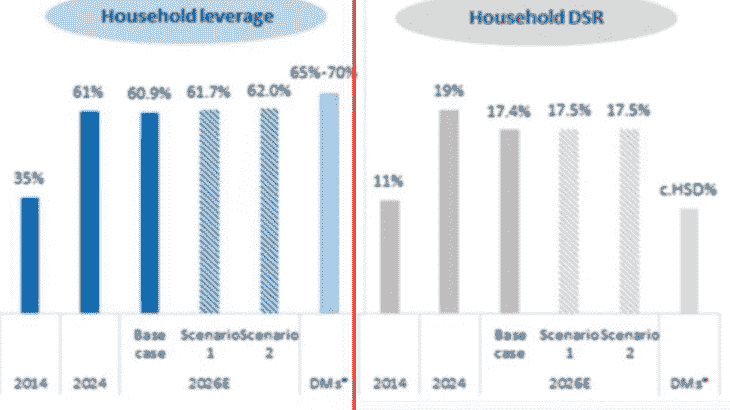 Household leverage
65%-70%
61%
60.9%
61.7%
62.0%
35%
Base case
Scenario 1
Scenario 2
2014
2024
2026E
DMs*
Household DSR
19%
17.4%
17.5%
17.5%
11%
c.HSD%
Base case
Scenario 1
Scenario 2
2014
2024
2026E
DMs*